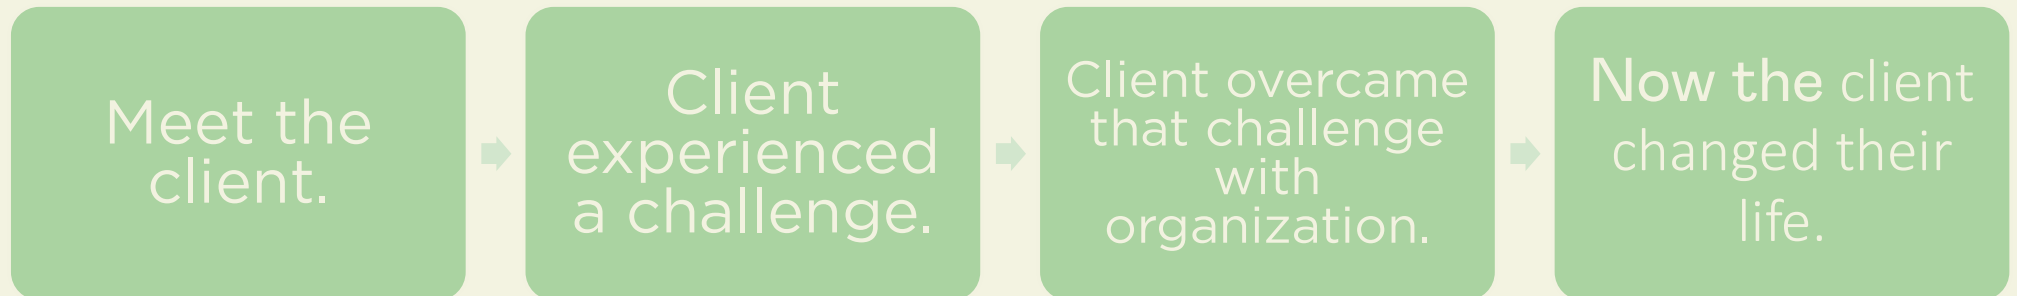 Meet the
client.
Client
experienced
a challenge.
Client overcame
that challenge
with
organization.
Now the client
changed their
life.